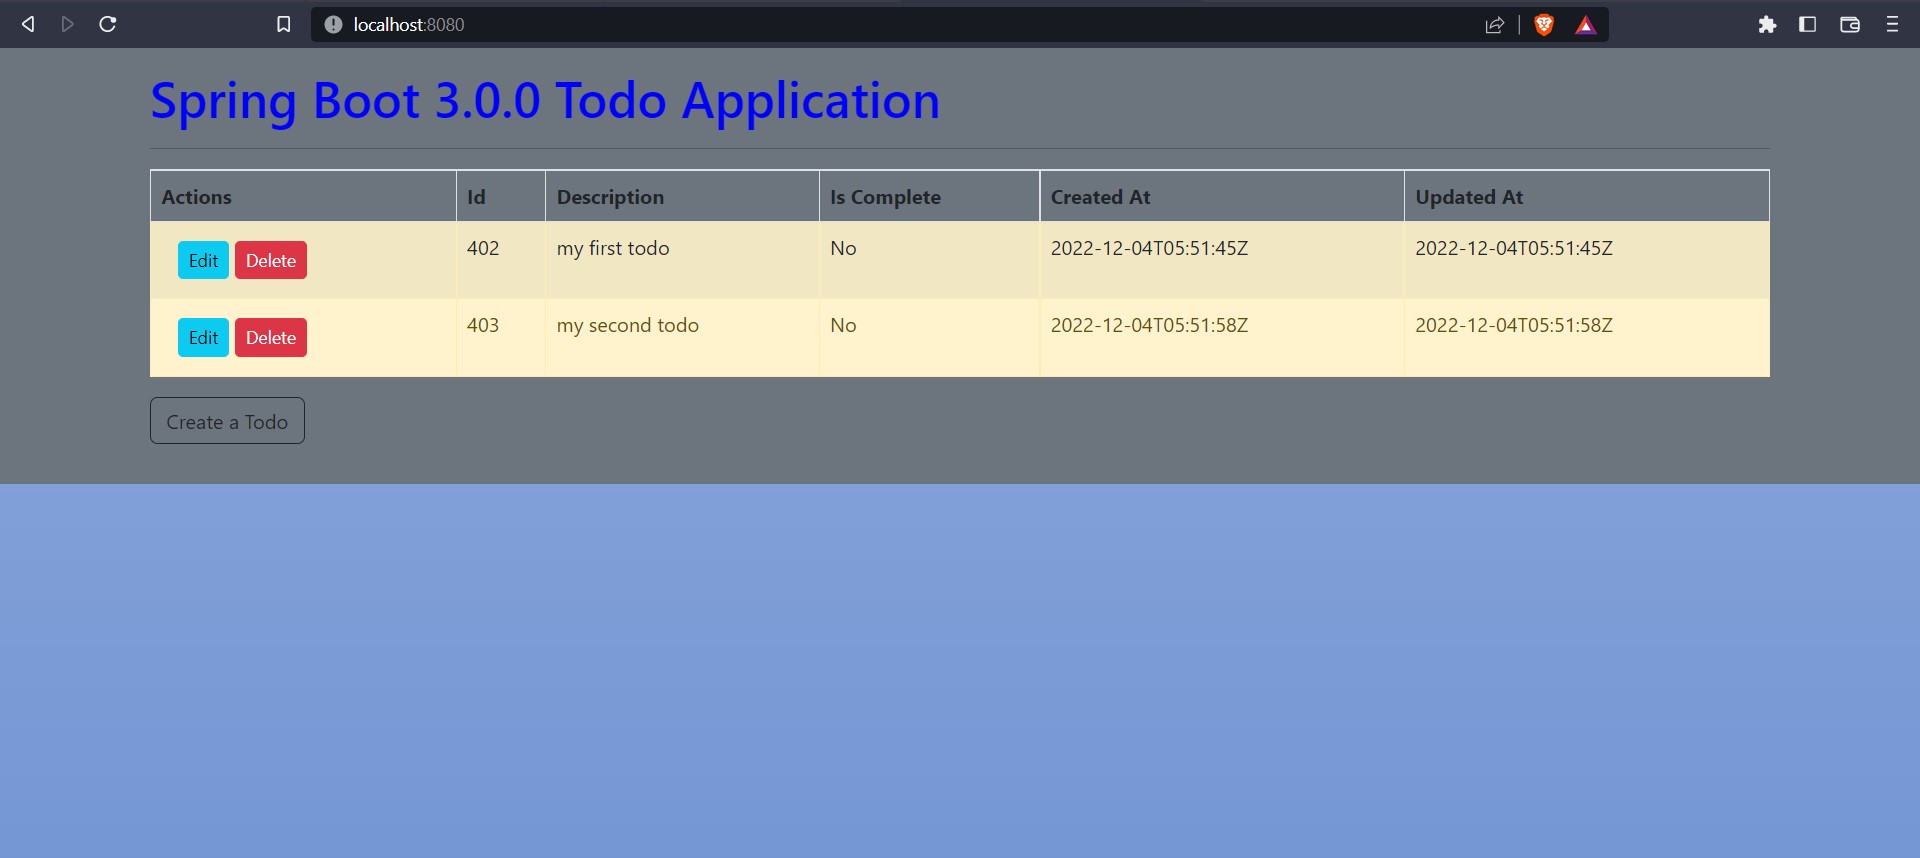 localhost:8080
Spring Boot 3.0.0 Todo Application
Actions Id Description Is Complete Created At Updated At
Edit Delete 402 my first todo No 2022-12-04T05:51:45Z 2022-12-04T05:51:45Z
Edit Delete 403 my second todo No 2022-12-04T05:51:58Z 2022-12-04T05:51:58Z
Create a Todo